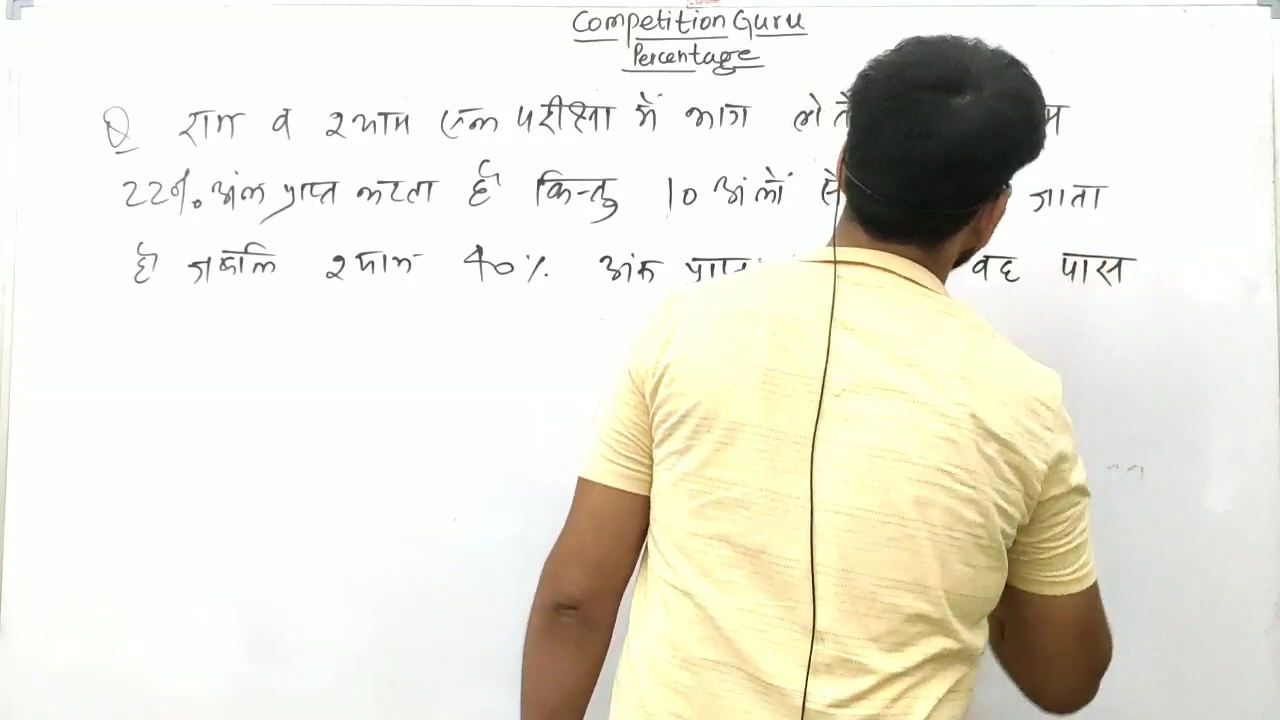 Competition Guru
Percentage
Q राम व श्याम एक परीक्षा में भाग ले
22% अंक प्राप्त करता है किन्तु 10 अंकों से जाता
है जबकि श्याम 40% अंक वह पास